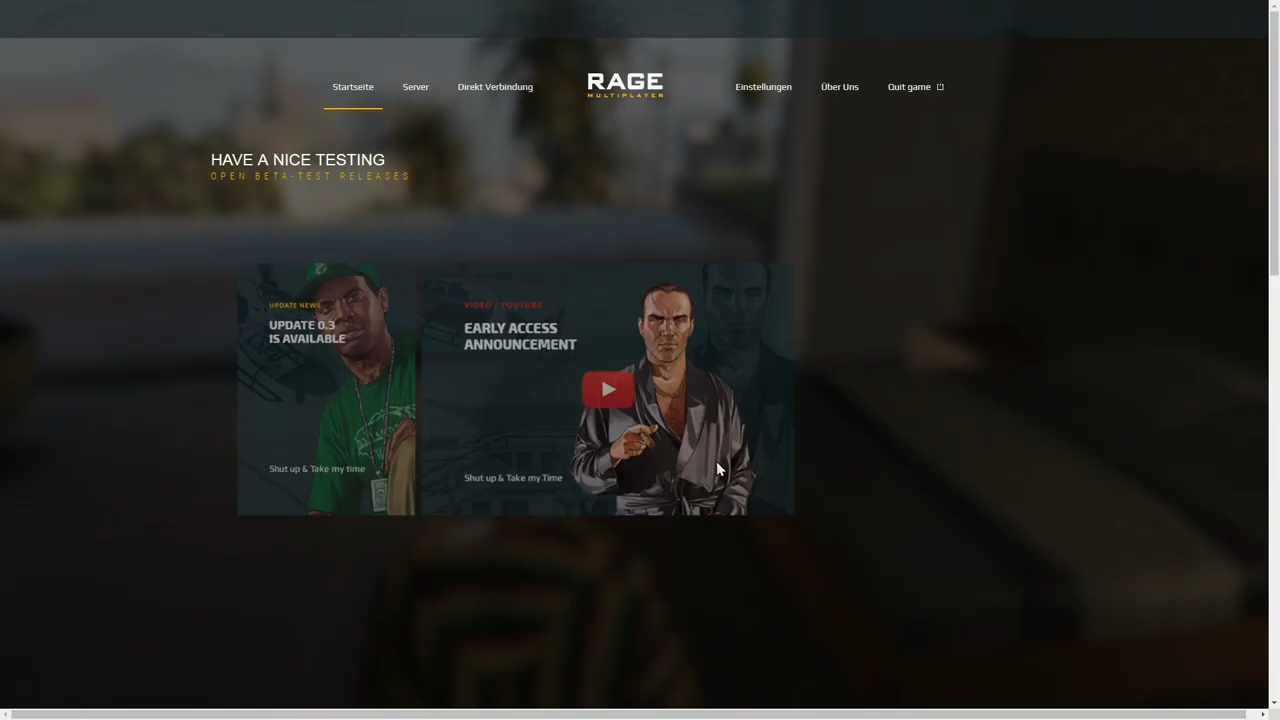 Startseite
Server
Direkt Verbindung
RAGE
MULTIPLAYER
Einstellungen
Über Uns
Quit game
HAVE A NICE TESTING
OPEN BETA-TEST RELEASES
UPDATE NEWS
UPDATE 0.3
IS AVAILABLE
Shut up & Take my time
VIDEO / YOUTUBE
EARLY ACCESS
ANNOUNCEMENT
Shut up & Take my Time